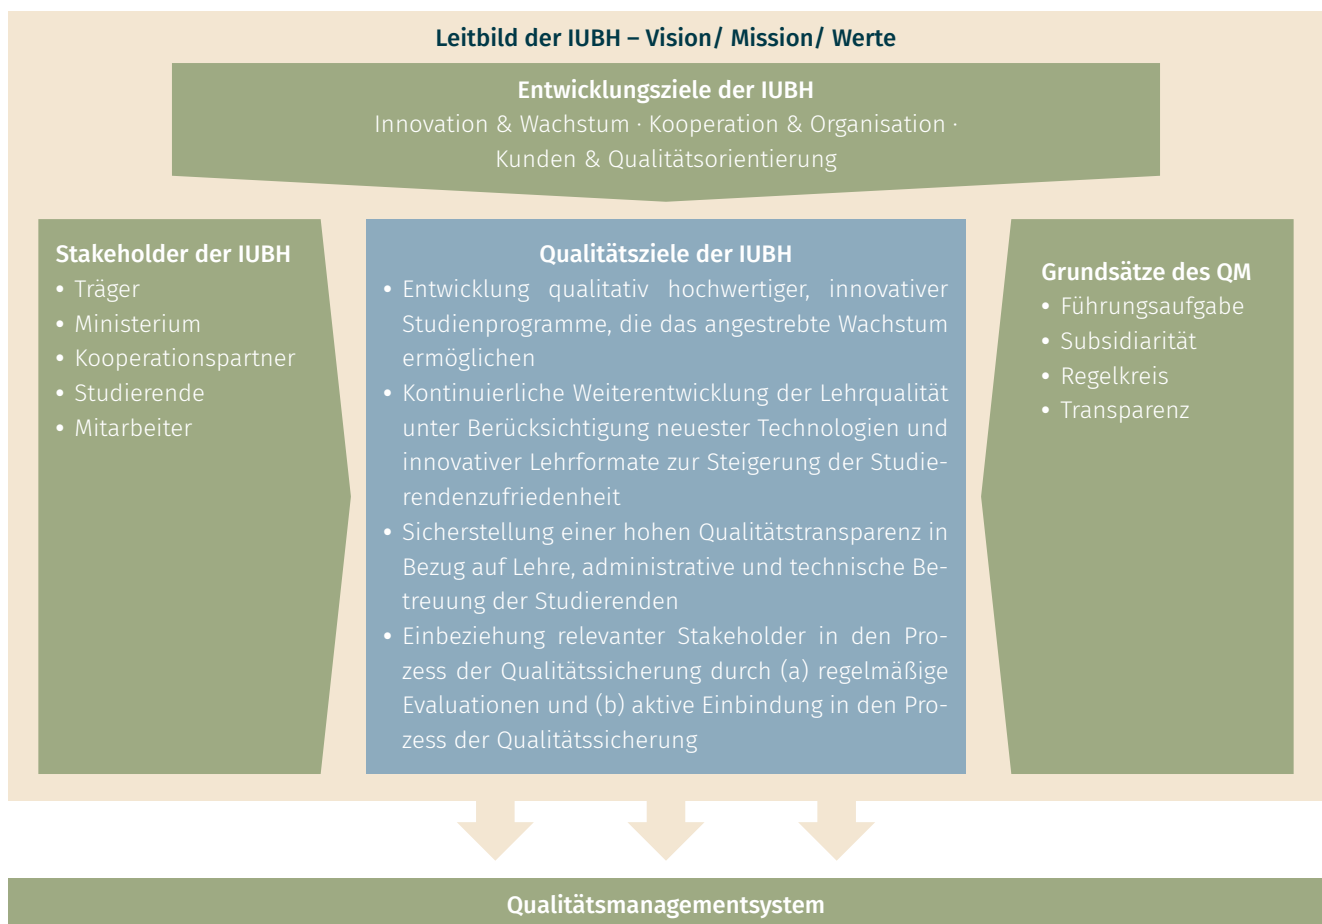 Leitbild der IUBH – Vision/ Mission/ Werte
Entwicklungsziele der IUBH
Innovation & Wachstum · Kooperation & Organisation ·
Kunden & Qualitätsorientierung
Stakeholder der IUBH
• Träger
• Ministerium
• Kooperationspartner
• Studierende
• Mitarbeiter
Qualitätsziele der IUBH
• Entwicklung qualitativ hochwertiger, innovativer
Studienprogramme, die das angestrebte Wachstum
ermöglichen
• Kontinuierliche Weiterentwicklung der Lehrqualität
unter Berücksichtigung neuester Technologien und
innovativer Lehrformate zur Steigerung der Studie-
rendenzufriedenheit
• Sicherstellung einer hohen Qualitätstransparenz in
Bezug auf Lehre, administrative und technische Be-
treuung der Studierenden
• Einbeziehung relevanter Stakeholder in den Pro-
zess der Qualitätssicherung durch (a) regelmäßige
Evaluationen und (b) aktive Einbindung in den Pro-
zess der Qualitätssicherung
Grundsätze des QM
• Führungsaufgabe
• Subsidiarität
• Regelkreis
• Transparenz
Qualitätsmanagementsystem